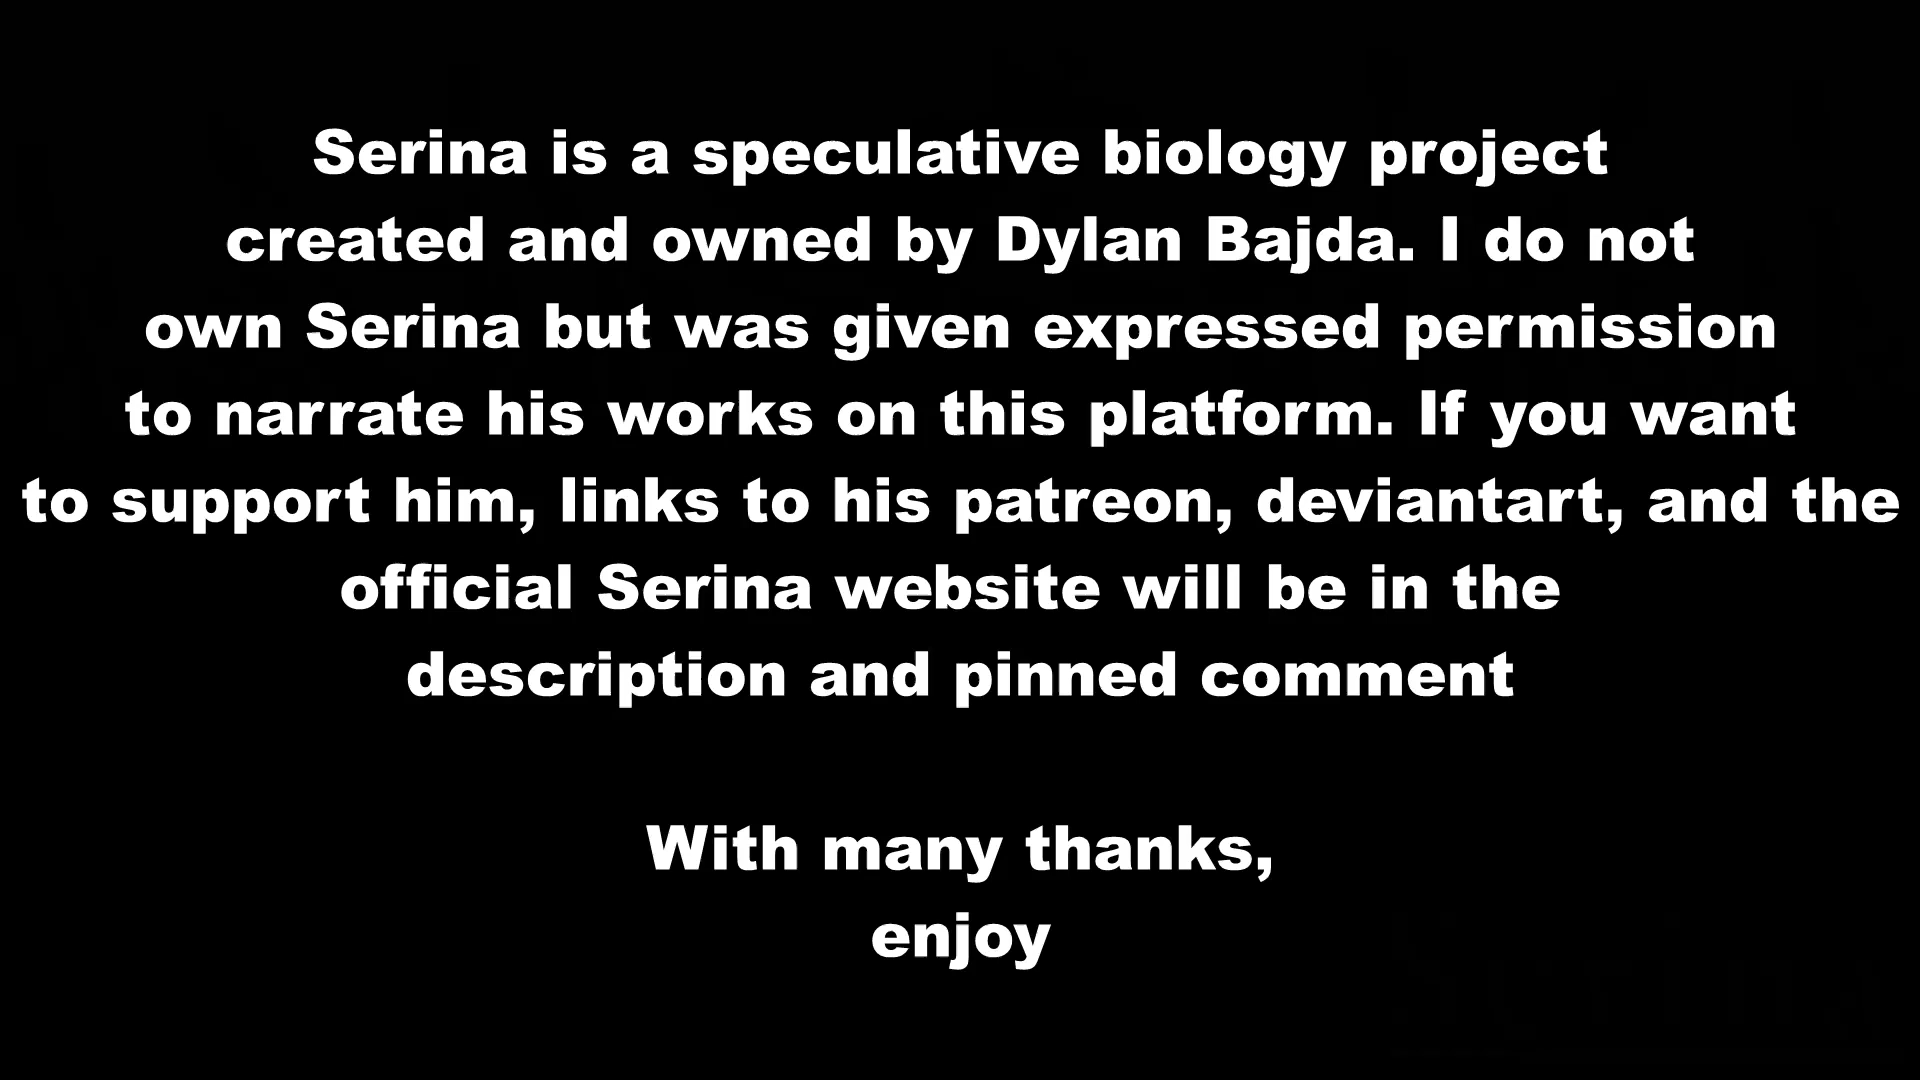 Serina is a speculative biology project
created and owned by Dylan Bajda. I do not
own Serina but was given expressed permission
to narrate his works on this platform. If you want
to support him, links to his patreon, deviantart, and the
official Serina website will be in the
description and pinned comment
With many thanks,
enjoy